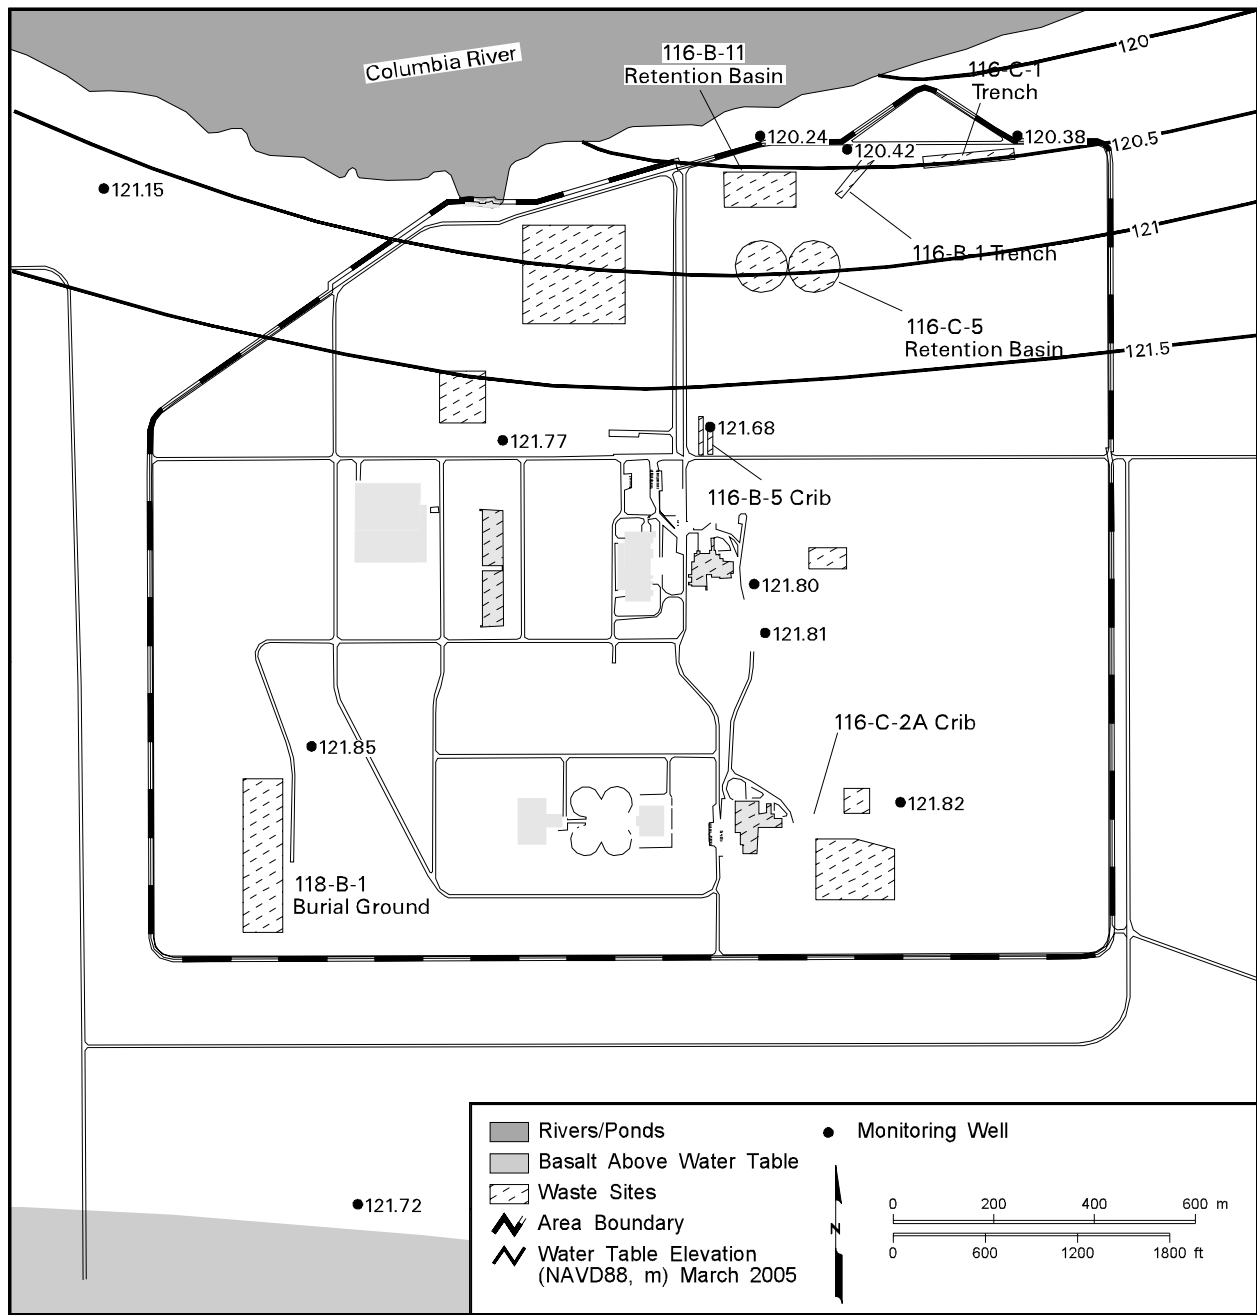 Columbia River
116-B-11
Retention Basin
120
116-C-1
Trench
120.24
120.38
120.42
120.5
121.15
121
116-B-1 Trench
116-C-5
Retention Basin
121.5
121.77
121.68
116-B-5 Crib
121.80
121.81
116-C-2A Crib
121.85
121.82
118-B-1
Burial Ground
121.72
Rivers/Ponds
Basalt Above Water Table
Waste Sites
Area Boundary
Water Table Elevation
(NAVD88, m) March 2005
Monitoring Well
N
0 200 400 600 m
0 600 1200 1800 ft